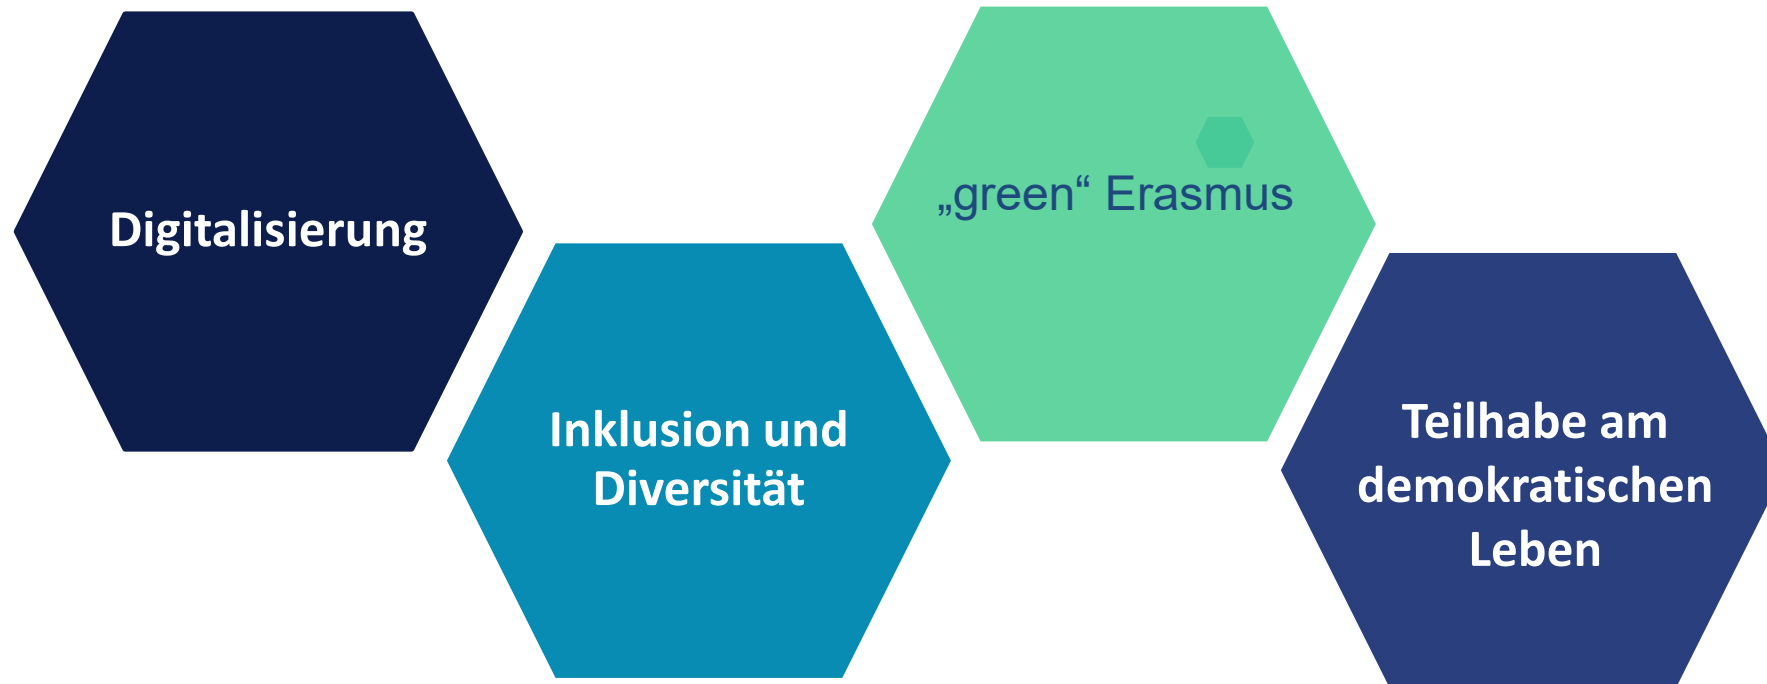 Digitalisierung
Inklusion und
Diversität
„green“ Erasmus
Teilhabe am
demokratischen
Leben